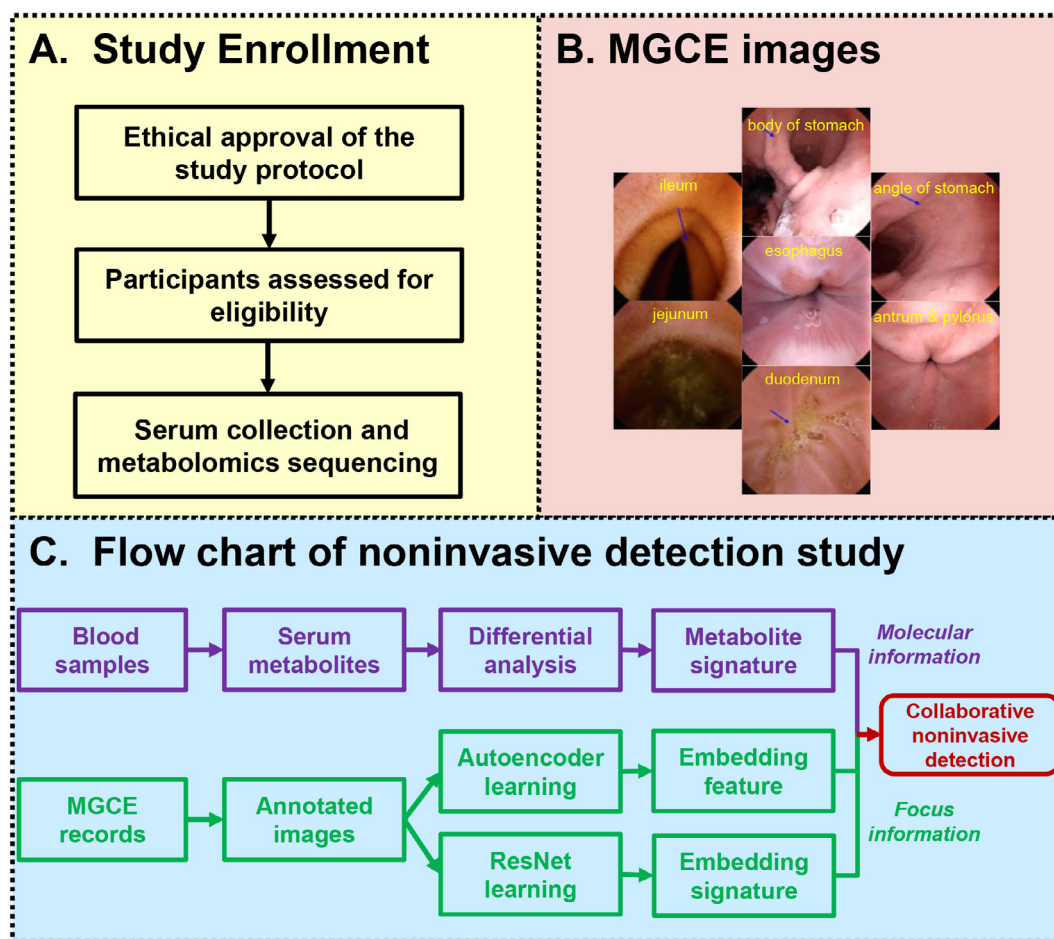 A. Study Enrollment
Ethical approval of the
study protocol
Participants assessed for
eligibility
Serum collection and
metabolomics sequencing
B. MGCE images
body of stomach
ileum
angle of stomach
esophagus
jejunum
antrum & pylorus
duodenum
C. Flow chart of noninvasive detection study
Blood
samples
Serum
metabolites
Differential
analysis
Metabolite
signature
Molecular
information
Collaborative
noninvasive
detection
MGCE
records
Annotated
images
Autoencoder
learning
Embedding
feature
ResNet
learning
Embedding
signature
Focus
information